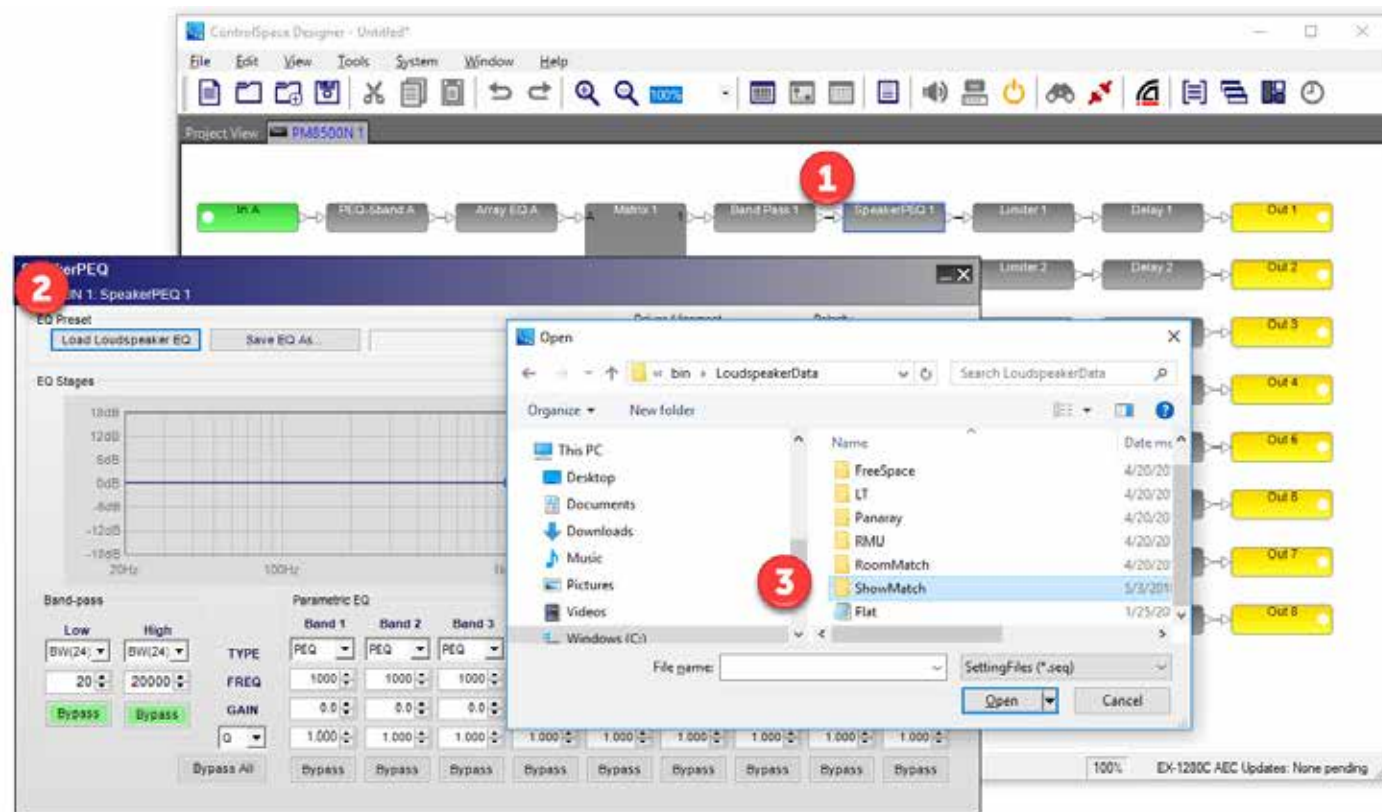 ControlSpace Designer - Untitled*
File Edit View Tools System Window Help
100%
Project View PM8500N 1
1
In A PEQ-5band A Array EQ A Matrix 1 Band Pass 1 SpeakerPEQ 1 Limiter 1 Delay 1 Out 1
A 1
Limiter 2 Delay 2 Out 2
Out 3
Out 4
Out 6
Out 7
Out 8
2
SpeakerPEQ 1
EQ Preset
Load Loudspeaker EQ Save EQ As...
EQ Stages
12dB
0dB
-6dB
-12dB
20Hz 100Hz
Band-pass Parametric EQ
Low High Band 1 Band 2 Band 3
BW(24) BW(24) TYPE PEQ PEQ PEQ
20 20000 FREQ 1000 1000 1000
Bypass Bypass GAIN 0.0 0.0 0.0
Q 1.000 1.000 1.000 1.000 1.000 1.000 1.000 1.000 1.000
Bypass All Bypass Bypass Bypass Bypass Bypass Bypass Bypass Bypass Bypass
Open
bin LoudspeakerData Search LoudspeakerData
Organize New folder
This PC
Desktop
Documents
Downloads
Music
Pictures
Videos
Windows (C:)
Name
FreeSpace 4/20/20
LT 4/20/20
Panaray 4/20/20
RMU 4/20/20
RoomMatch 4/20/20
3
ShowMatch 5/3/201
Flat 1/25/20
File name: SettingFiles (*.seq)
Open Cancel
100% EX-1280C AEC Updates: None pending